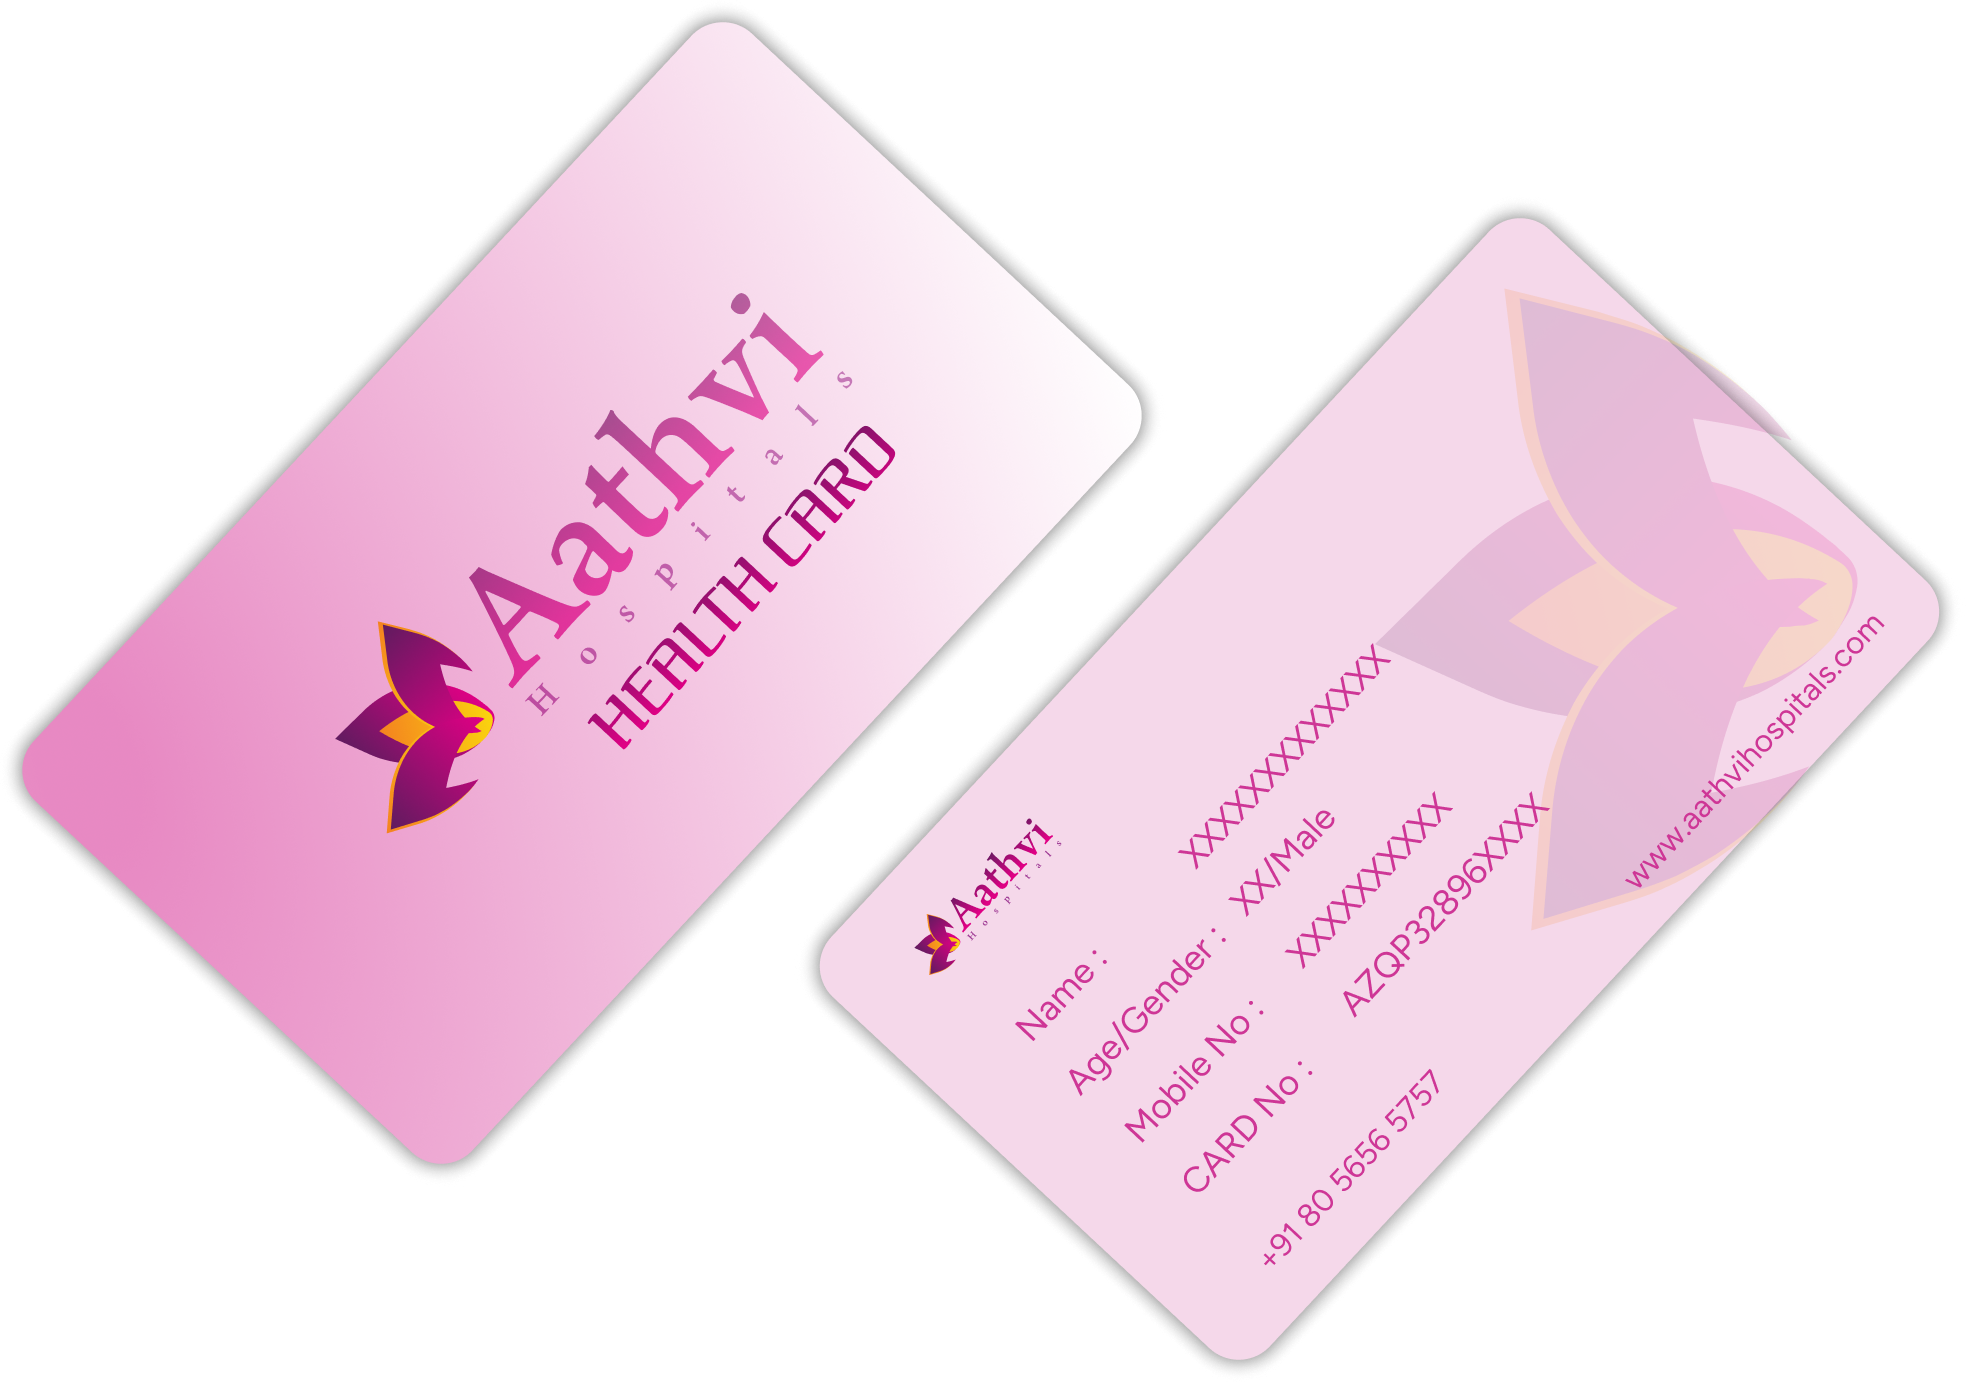 Aathvi
Hospitals
HEALTH CARD
Aathvi
Hospitals
Name : XXXXXXXXXXXXX
Age/Gender : XX/Male
Mobile No : XXXXXXXXXX
CARD No : AZQP32896XXXX
+91 80 5656 5757
www.aathvihospitals.com